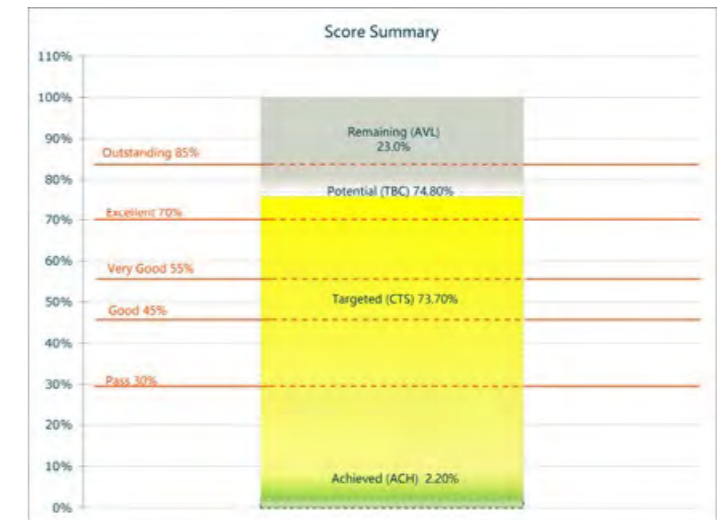 Score Summary
110%
100%
90%
80%
70%
60%
50%
40%
30%
20%
10%
0%
Outstanding 85%
Excellent 70%
Very Good 55%
Good 45%
Pass 30%
Remaining (AVL)
23.0%
Potential (TBC) 74.80%
Targeted (CTS) 73.70%
Achieved (ACH) 2.20%